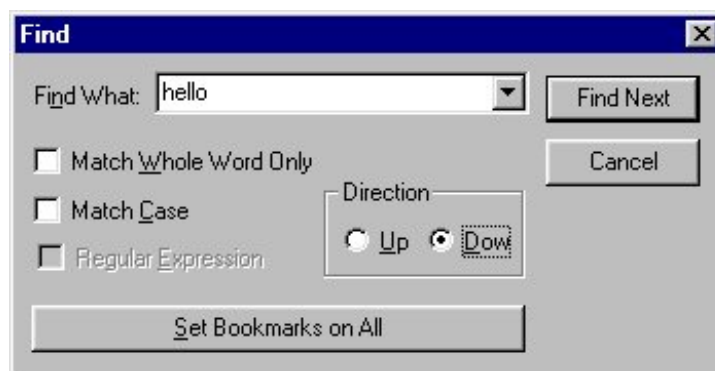 Find
Find What: hello
Find Next
Match Whole Word Only
Cancel
Match Case
Direction
Up Dow
Regular Expression
Set Bookmarks on All